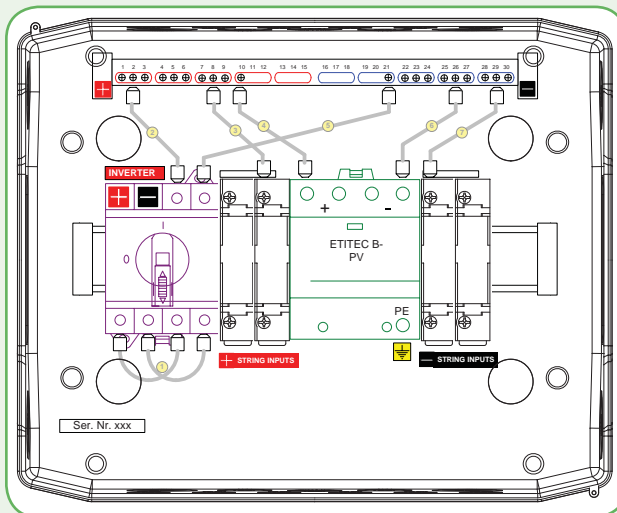 1 2 3 4 5 6 7 8 9 10 11 12 13 14 15 16 17 18 19 20 21 22 23 24 25 26 27 28 29 30
+ −
2 3 4 5 6 7
INVERTER
+ −
+ -
I
0
ETITEC B-
PV
PE
1
+ STRING INPUTS
− STRING INPUTS
Ser. Nr. xxx